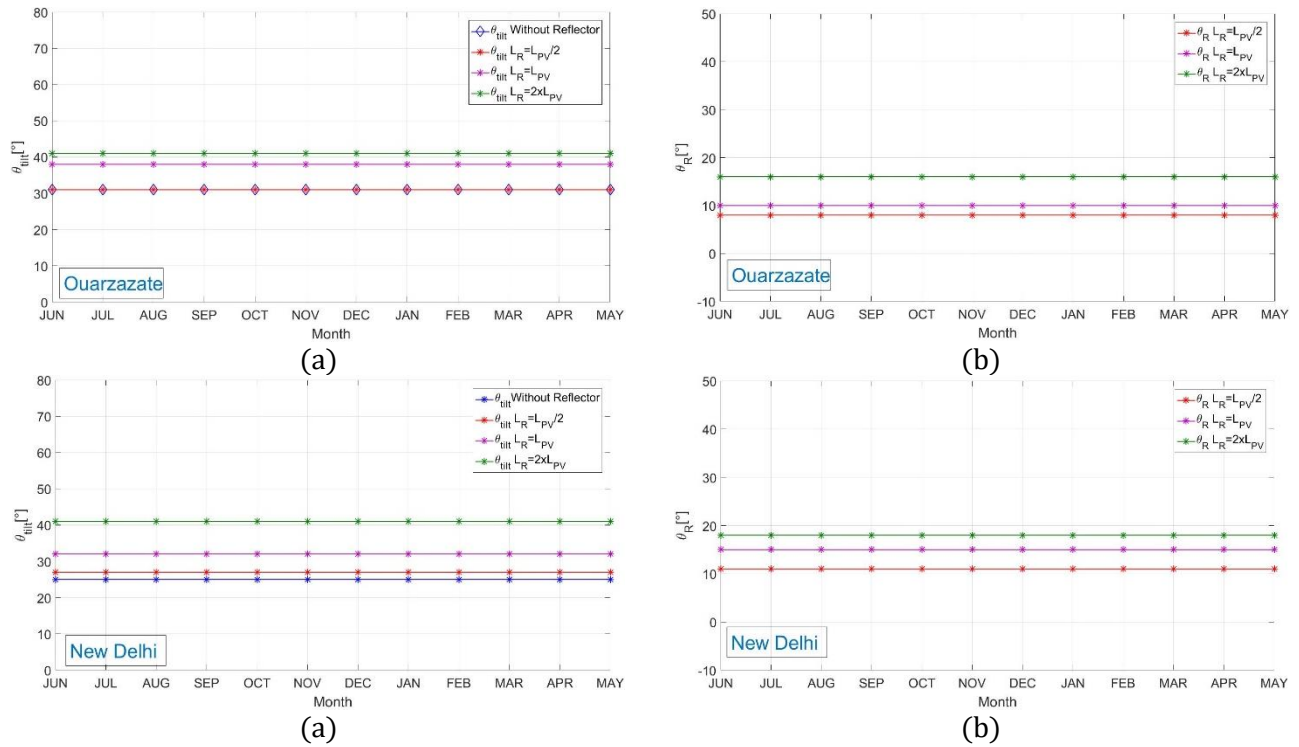 80
70
60
50
40
30
20
10
0
θtilt[°]
θtilt Without Reflector
θtilt LR=LPV/2
θtilt LR=LPV
θtilt LR=2xLPV
Ouarzazate
JUN JUL AUG SEP OCT NOV DEC JAN FEB MAR APR MAY
Month
(a)
50
40
30
20
10
0
-10
θR[°]
θR LR=LPV/2
θR LR=LPV
θR LR=2xLPV
Ouarzazate
JUN JUL AUG SEP OCT NOV DEC JAN FEB MAR APR MAY
Month
(b)
80
70
60
50
40
30
20
10
0
θtilt[°]
θtilt Without Reflector
θtilt LR=LPV/2
θtilt LR=LPV
θtilt LR=2xLPV
New Delhi
JUN JUL AUG SEP OCT NOV DEC JAN FEB MAR APR MAY
Month
(a)
50
40
30
20
10
0
-10
θR[°]
θR LR=LPV/2
θR LR=LPV
θR LR=2xLPV
New Delhi
JUN JUL AUG SEP OCT NOV DEC JAN FEB MAR APR MAY
Month
(b)